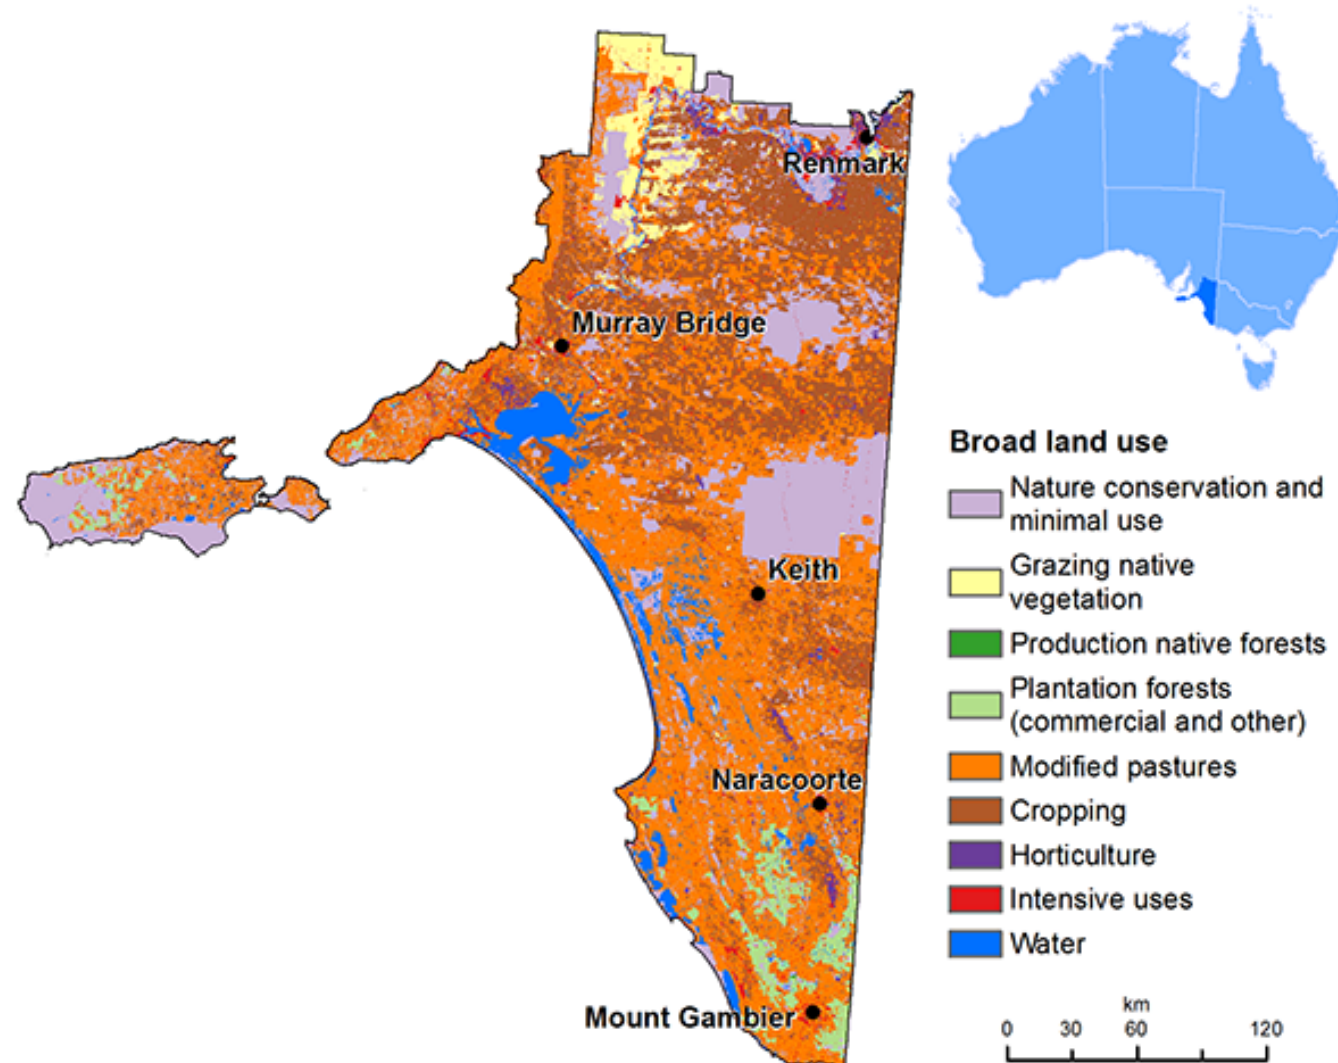 Renmark
Murray Bridge
Keith
Naracoorte
Mount Gambier
Broad land use
Nature conservation and
minimal use
Grazing native
vegetation
Production native forests
Plantation forests
(commercial and other)
Modified pastures
Cropping
Horticulture
Intensive uses
Water
km
0 30 60 120